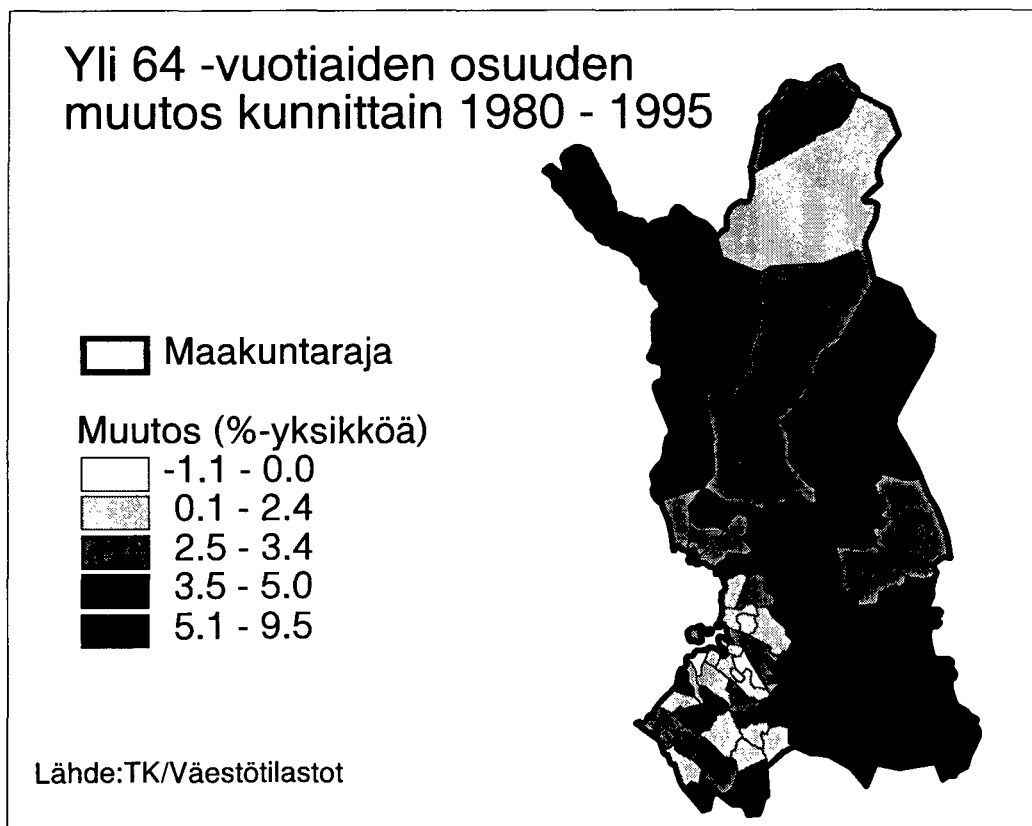 Yli 64 -vuotiaiden osuuden
muutos kunnittain 1980 - 1995
Maakuntaraja
Muutos (%-yksikköä)
-1.1 - 0.0
0.1 - 2.4
2.5 - 3.4
3.5 - 5.0
5.1 - 9.5
Lähde:TK/Väestötilastot